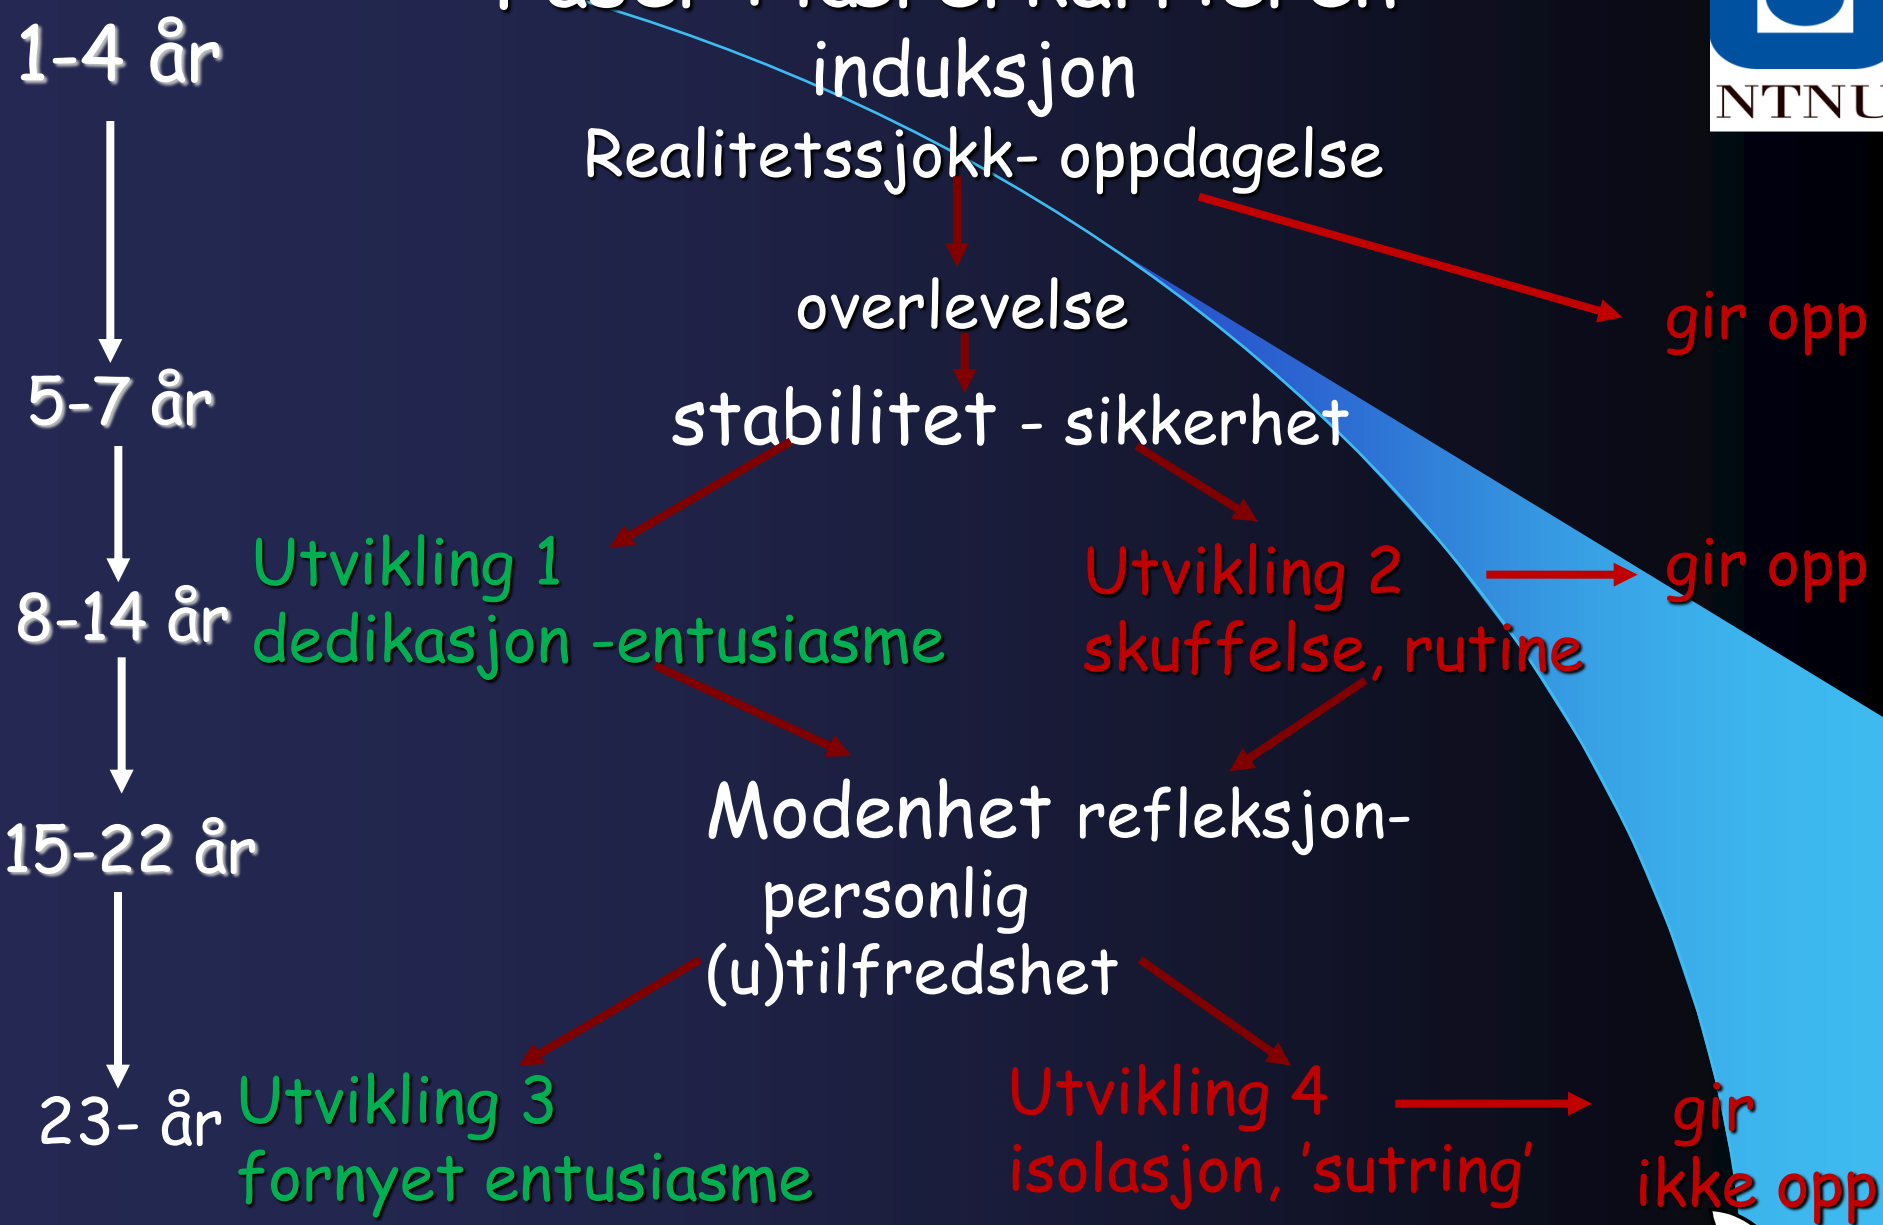 Faser i lærerkarrieren
induksjon
1-4 år
NTNU
Realitetssjokk- oppdagelse
overlevelse
gir opp
5-7 år
stabilitet - sikkerhet
Utvikling 1
dedikasjon -entusiasme
Utvikling 2
skuffelse, rutine
gir opp
8-14 år
Modenhet refleksjon-
personlig
(u)tilfredshet
15-22 år
23- år
Utvikling 3
fornyet entusiasme
Utvikling 4
isolasjon, ’sutring’
gir
ikke opp